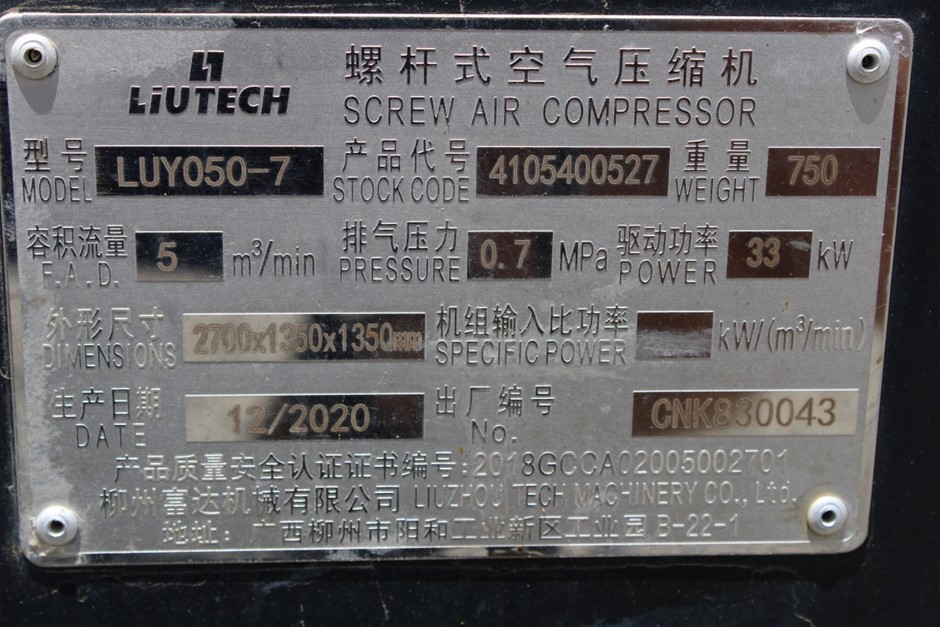 LiUTECH 螺杆式空气压缩机
SCREW AIR COMPRESSOR
型号 LUY050-7 产品代号 4105400527 重量 750
MODEL STOCK CODE WEIGHT
容积流量 5 m³/min 排气压力 0.7 MPa 驱动功率 33 kW
F.A.D. PRESSURE POWER
外形尺寸 2700x1350x1350mm 机组输入比功率 kW/(m³/min)
DIMENSIONS SPECIFIC POWER
生产日期 12/2020 出厂编号 CNK830043
DATE No.
产品质量安全认证证书编号:2018GCCA02005002701
柳州富达机械有限公司 LIUZHOU TECH MACHINERY CO., Ltd.
地址: 广西柳州市阳和工业新区工业园 B-22-1